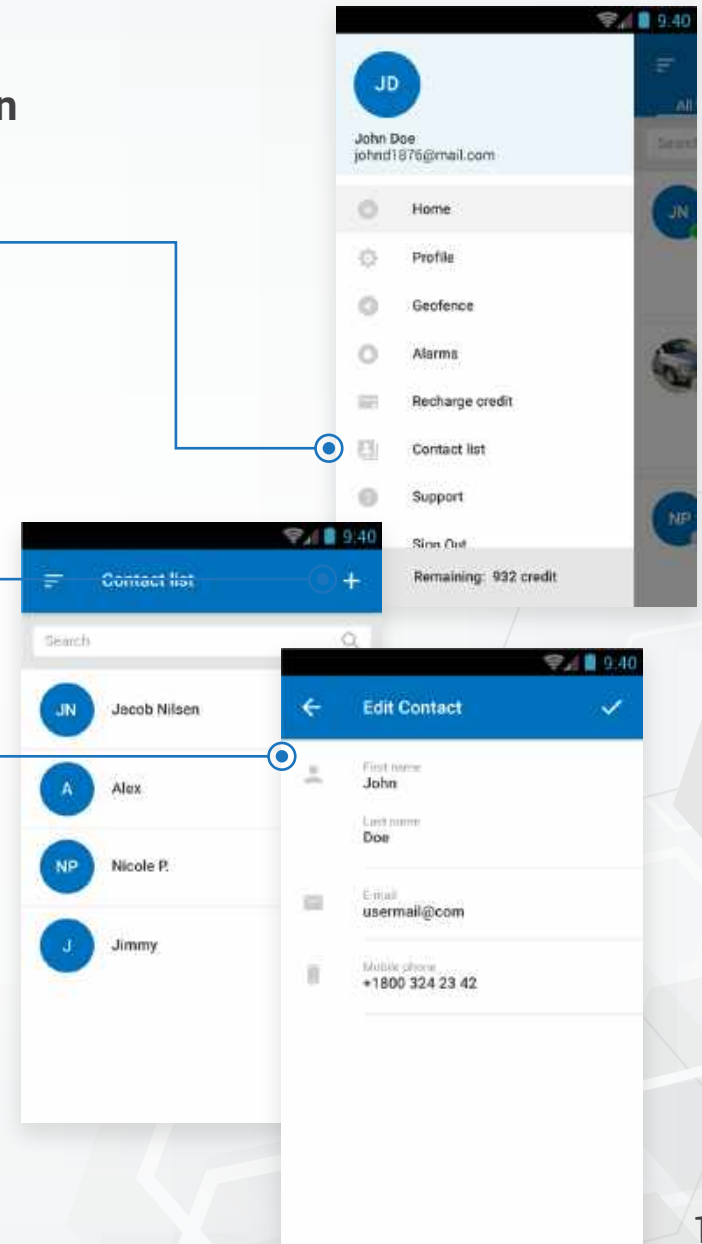 n
9:40
JD
John Doe
johnd1876@mail.com
Home
Profile
Geofence
Alarms
Recharge credit
Contact list
Support
Sign Out
Remaining: 932 credit
All
Search
JN
NP
9:40
Contact list
+
Search
JN Jacob Nilsen
A Alex
NP Nicole P.
J Jimmy
9:40
Edit Contact
First name
John
Last name
Doe
E-mail
usermail@com
Mobile phone
+1800 324 23 42
1